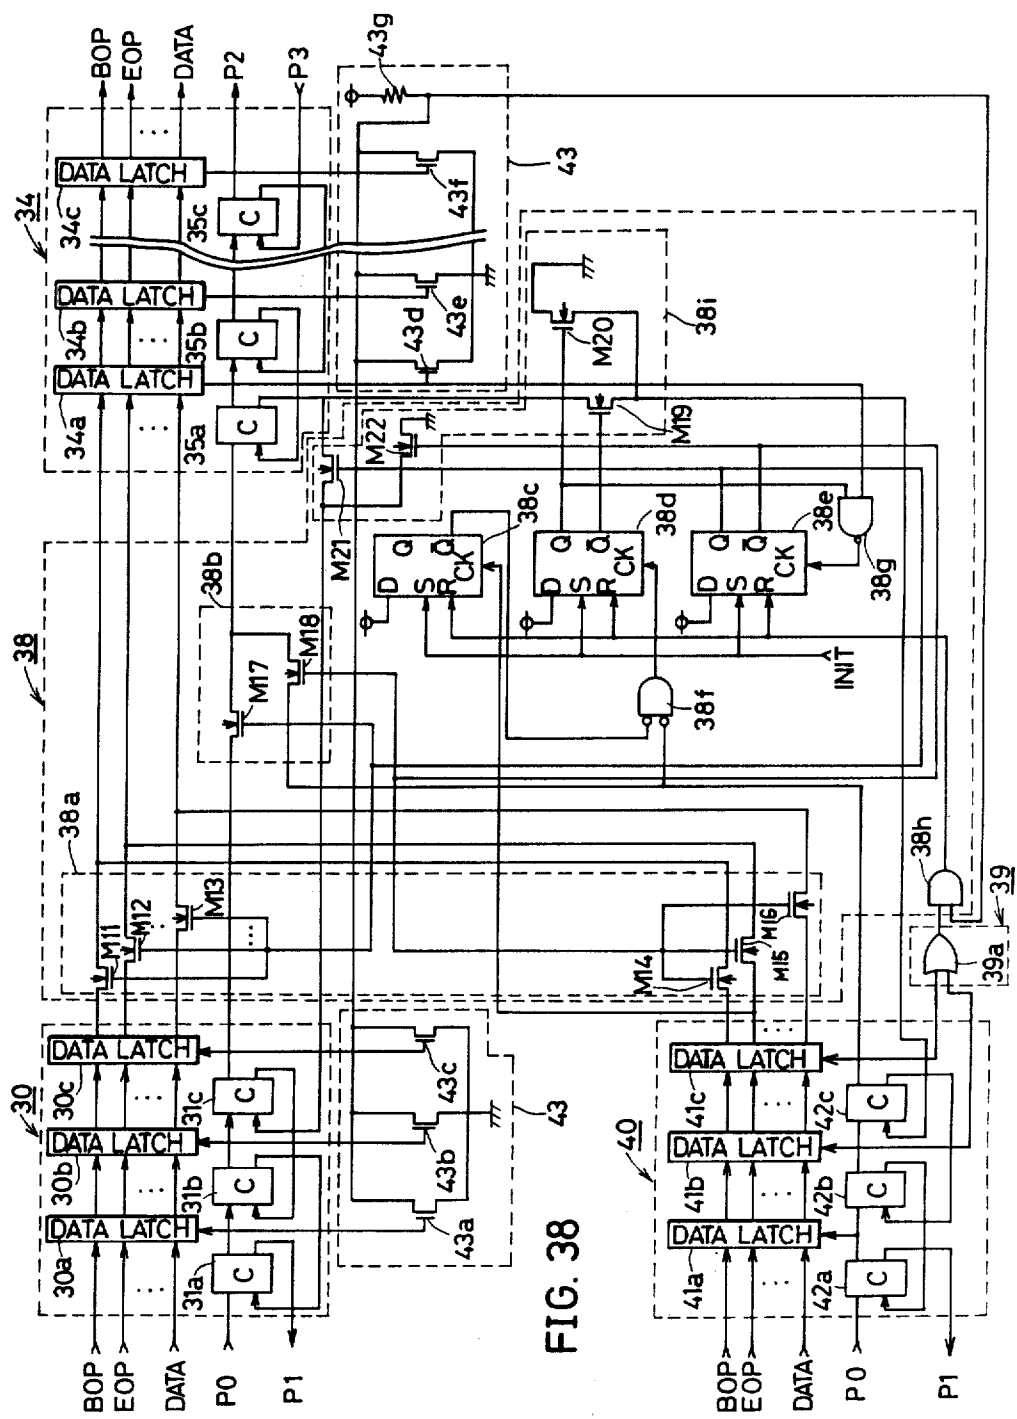 BOP
EOP
DATA
P2
P3
43g
34
DATA LATCH
34c
35c
C
43f
43
DATA LATCH
34b
35b
C
43e
43d
DATA LATCH
34a
35a
C
38i
M20
M19
M22
M21
38
38b
M17
M18
D
Q
S
R
Q
CK
38c
D
Q
S
R
Q
CK
38d
D
Q
S
R
Q
CK
38e
38g
38f
INIT
38a
M11
M12
M13
M14
M15
M16
38h
39
39a
30
DATA LATCH
30c
31c
C
43c
DATA LATCH
30b
31b
C
43b
43
DATA LATCH
30a
31a
C
43a
BOP
EOP
DATA
P0
P1
40
DATA LATCH
41c
42c
C
DATA LATCH
41b
42b
C
DATA LATCH
41a
42a
C
BOP
EOP
DATA
P0
P1
FIG. 38